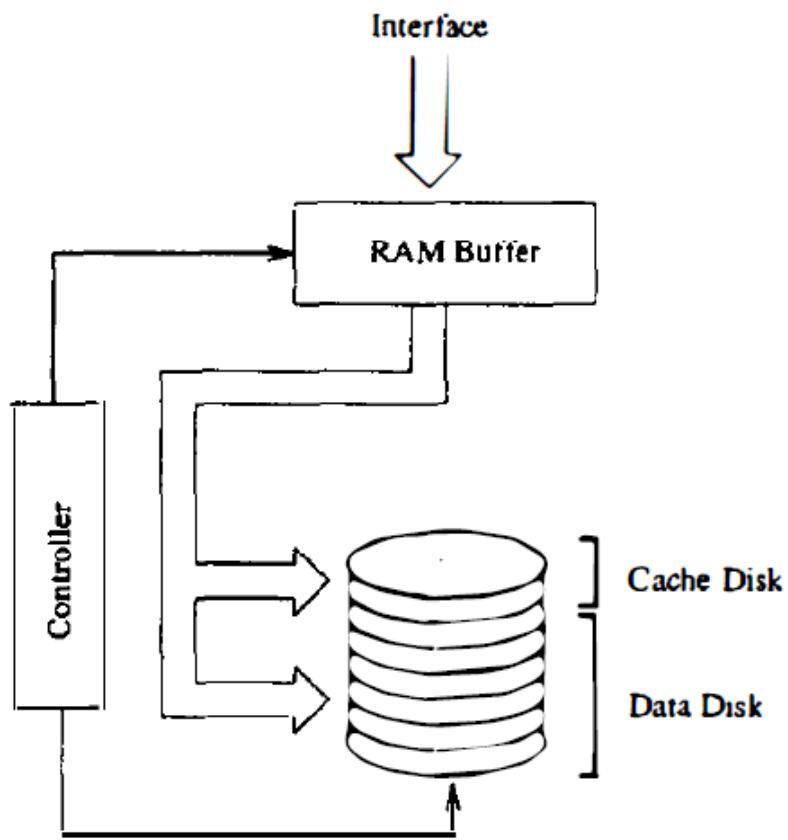 Interface
RAM Buffer
Controller
Cache Disk
Data Disk